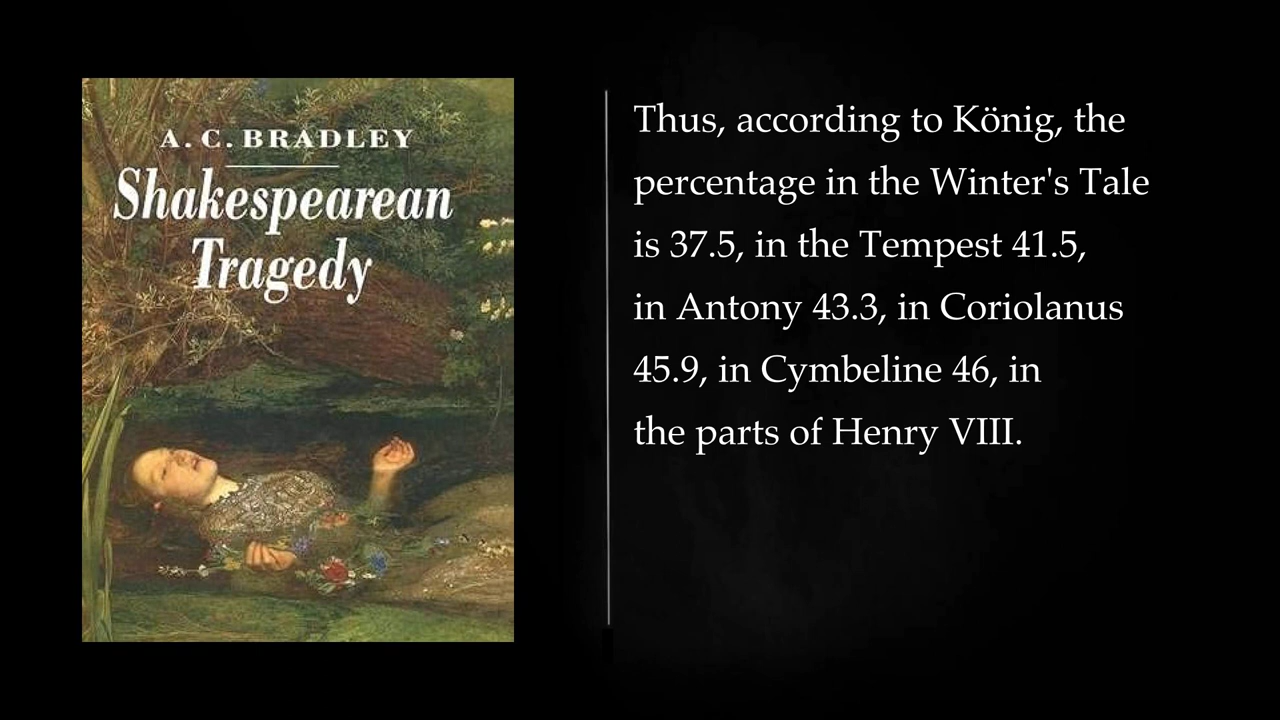 A. C. BRADLEY
Shakespearean
Tragedy
Thus, according to König, the
percentage in the Winter's Tale
is 37.5, in the Tempest 41.5,
in Antony 43.3, in Coriolanus
45.9, in Cymbeline 46, in
the parts of Henry VIII.